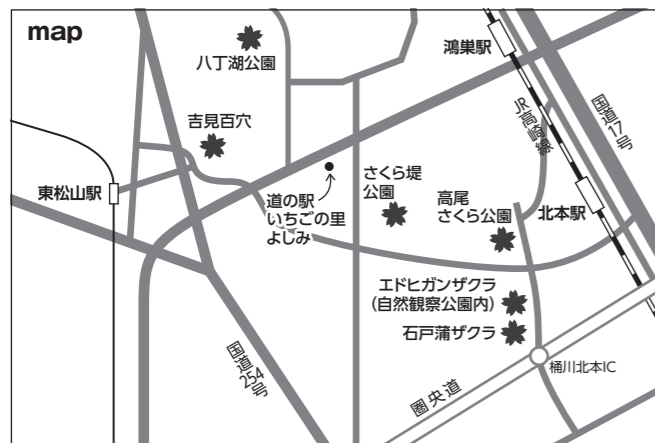 map
八丁湖公園
鴻巣駅
JR高崎線
国道17号
吉見百穴
東松山駅
道の駅
いちごの里
よしみ
さくら堤
公園
高尾
さくら公園
北本駅
エドヒガンザクラ
（自然観察公園内）
石戸蒲ザクラ
国道254号
圏央道
桶川北本IC